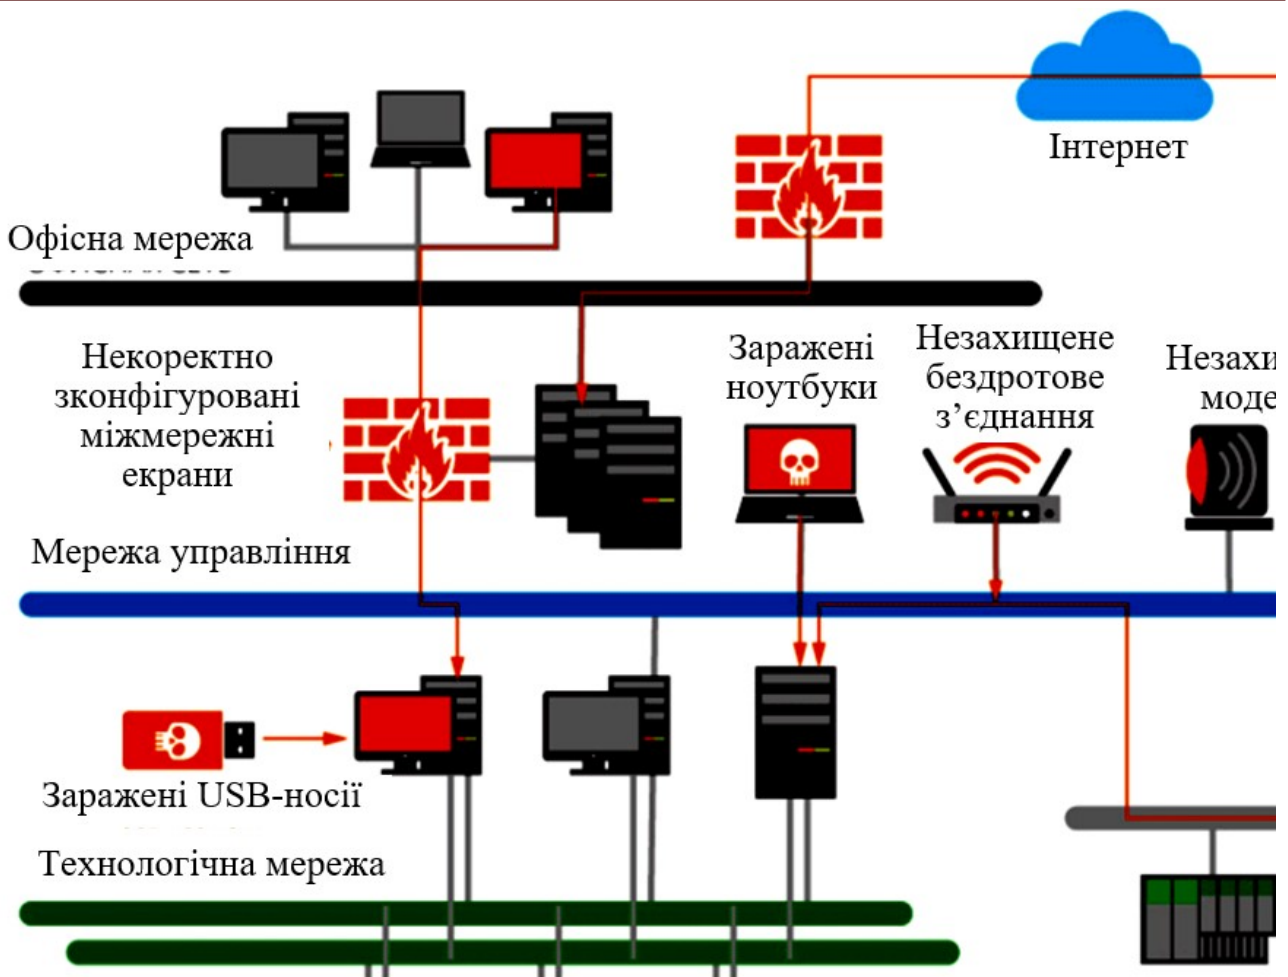 Інтернет
Офісна мережа
Некоректно
зконфігуровані
міжмережні
екрани
Заражені
ноутбуки
Незахищене
бездротове
з’єднання
Мережа управління
Заражені USB-носії
Технологічна мережа